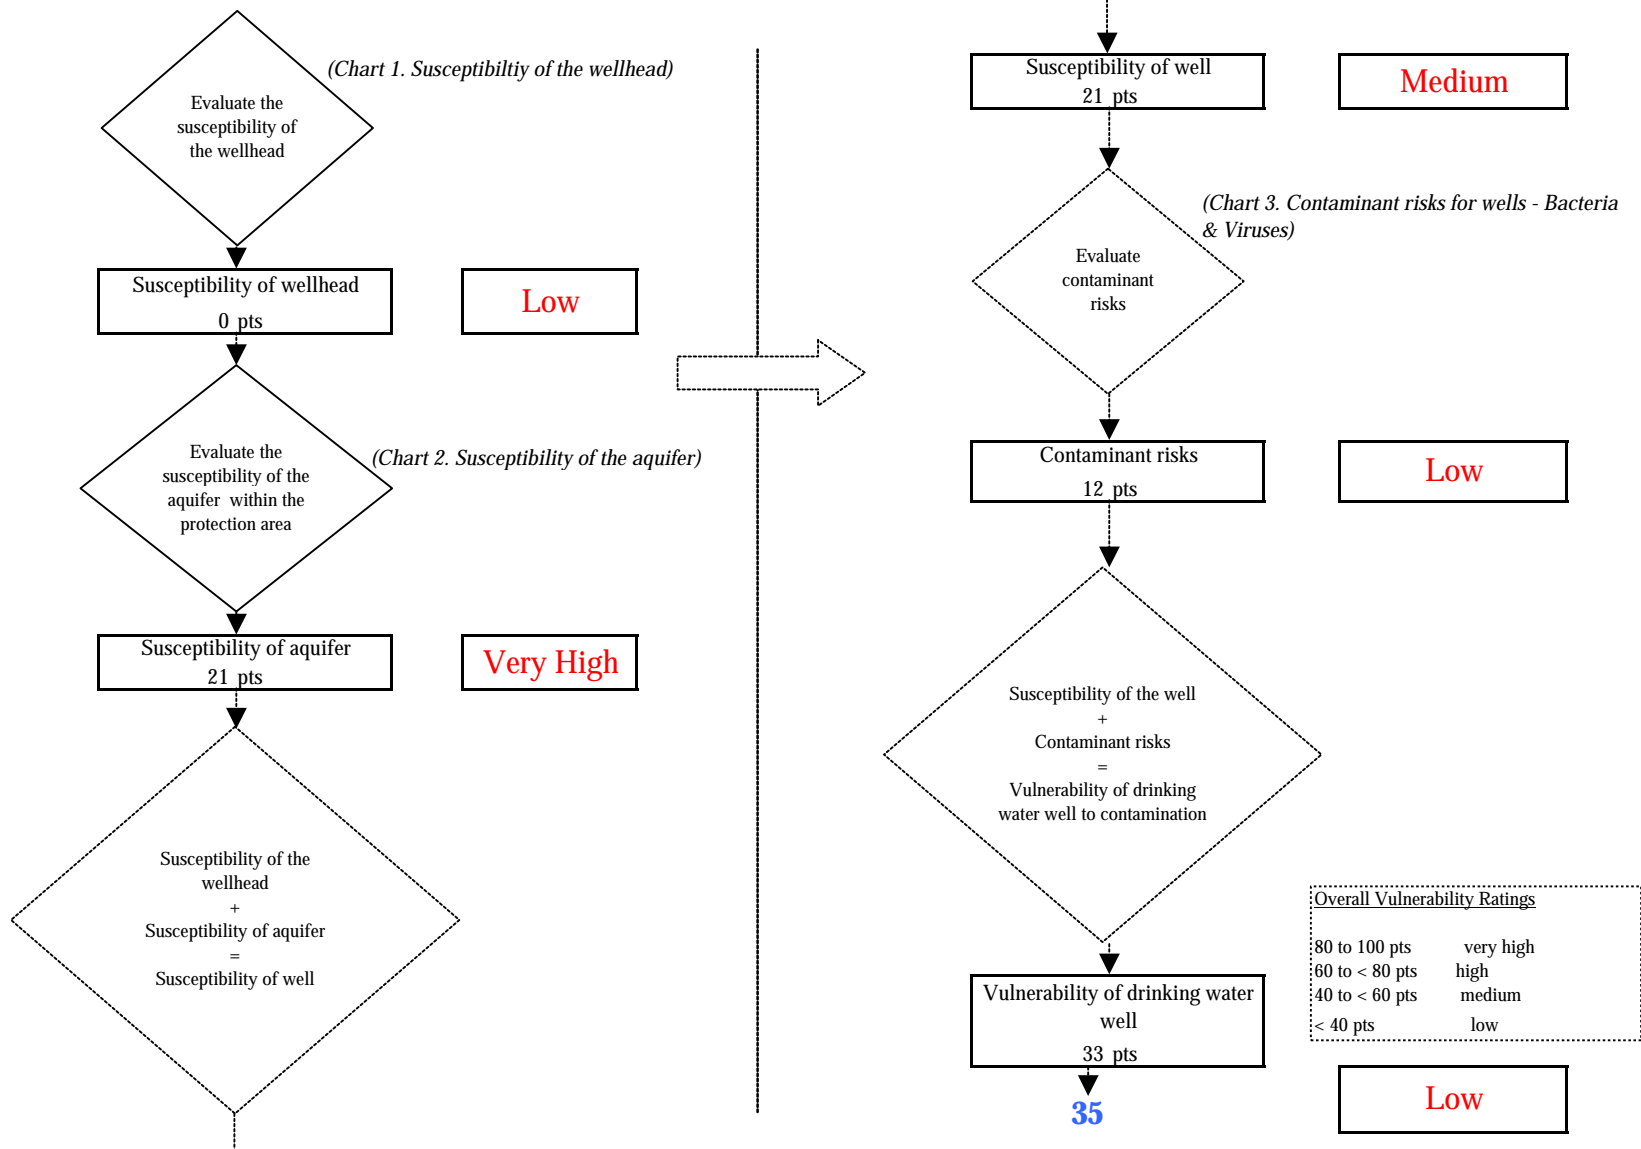 (Chart 1. Susceptibiltiy of the wellhead)
Evaluate the
susceptibility of
the wellhead
Susceptibility of wellhead
0 pts
Low
Evaluate the
susceptibility of the
aquifer within the
protection area
(Chart 2. Susceptibility of the aquifer)
Susceptibility of aquifer
21 pts
Very High
Susceptibility of the
wellhead
+
Susceptibility of aquifer
=
Susceptibility of well
Susceptibility of well
21 pts
Medium
(Chart 3. Contaminant risks for wells - Bacteria
& Viruses)
Evaluate
contaminant
risks
Contaminant risks
12 pts
Low
Susceptibility of the well
+
Contaminant risks
=
Vulnerability of drinking
water well to contamination
Vulnerability of drinking water
well
33 pts
35
Overall Vulnerability Ratings
80 to 100 pts very high
60 to < 80 pts high
40 to < 60 pts medium
< 40 pts low
Low